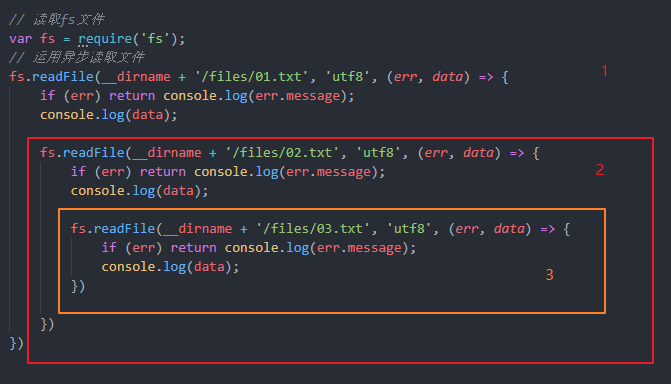 // 读取fs文件
var fs = require('fs');
// 运用异步读取文件
fs.readFile(__dirname + '/files/01.txt', 'utf8', (err, data) => { 1
    if (err) return console.log(err.message);
    console.log(data);
    fs.readFile(__dirname + '/files/02.txt', 'utf8', (err, data) => {
        if (err) return console.log(err.message); 2
        console.log(data);
        fs.readFile(__dirname + '/files/03.txt', 'utf8', (err, data) => {
            if (err) return console.log(err.message);
            console.log(data); 3
        })
    })
})